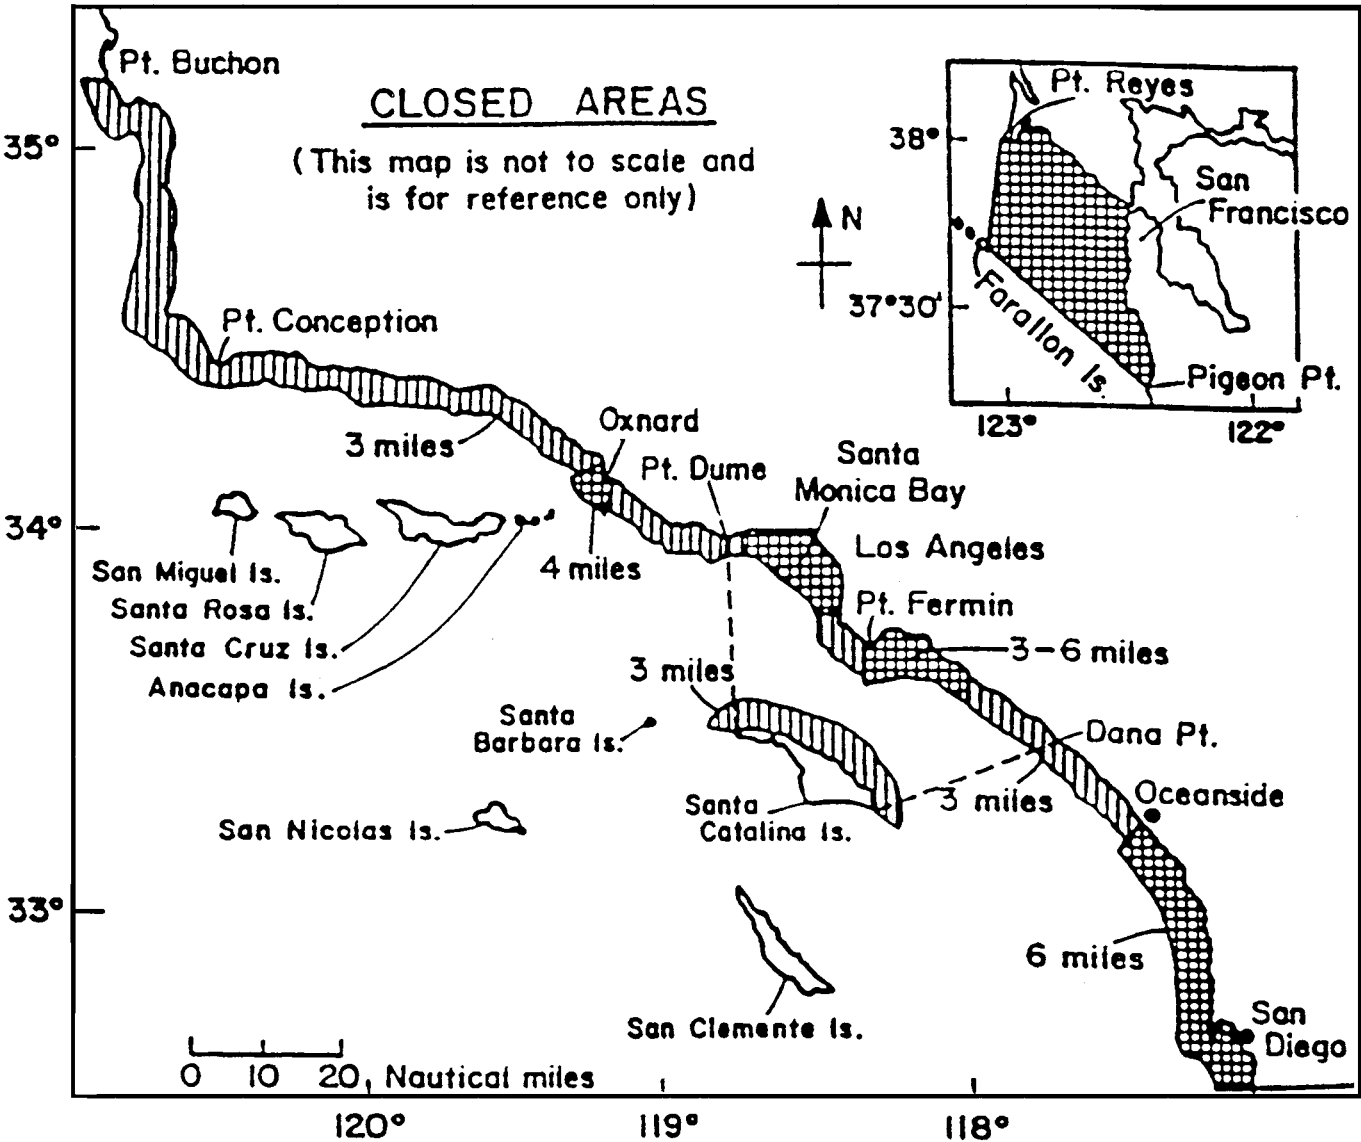 Pt. Buchon
CLOSED AREAS
(This map is not to scale and
is for reference only)
N
35°
34°
33°
Pt. Reyes
38°
San
Francisco
37°30'
Farallon Is.
Pigeon Pt.
123°
122°
Pt. Conception
3 miles
Oxnard
Pt. Dume
Santa
Monica Bay
4 miles
Los Angeles
San Miguel Is.
Santa Rosa Is.
Santa Cruz Is.
Anacapa Is.
Pt. Fermin
3-6 miles
3 miles
Santa
Barbara Is.
Dana Pt.
Santa
Catalina Is.
3 miles
Oceanside
San Nicolas Is.
6 miles
San Clemente Is.
San
Diego
0 10 20, Nautical miles
120°
119°
118°